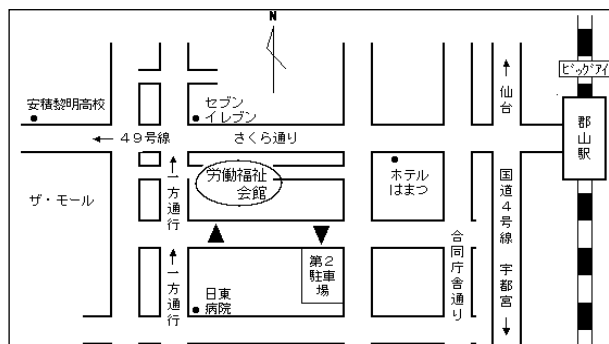 N
ビッグアイ
仙台
安積黎明高校
セブン
イレブン
←４９号線
さくら通り
郡山駅
一方通行
労働福祉
会館
ホテル
はまつ
国道４号線
宇都宮
ザ・モール
合同庁舎通り
一方通行
第２
駐車
場
日東
病院